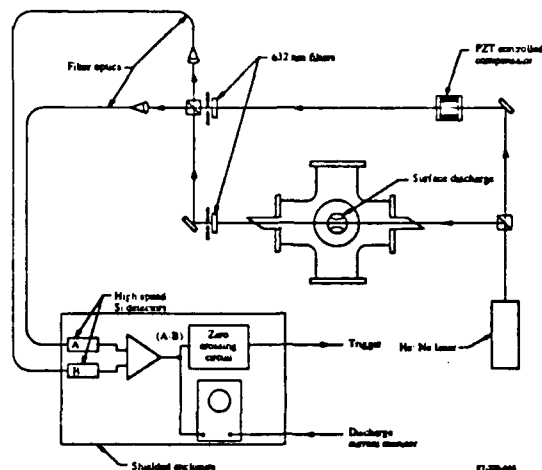 Fiber optics
632 nm filters
PZT controlled
compensator
Surface discharge
High speed
Si detectors
A
B
(A-B)
Zero
crossing
circuit
Trigger
He-Ne laser
Discharge
current monitor
Shielded enclosure